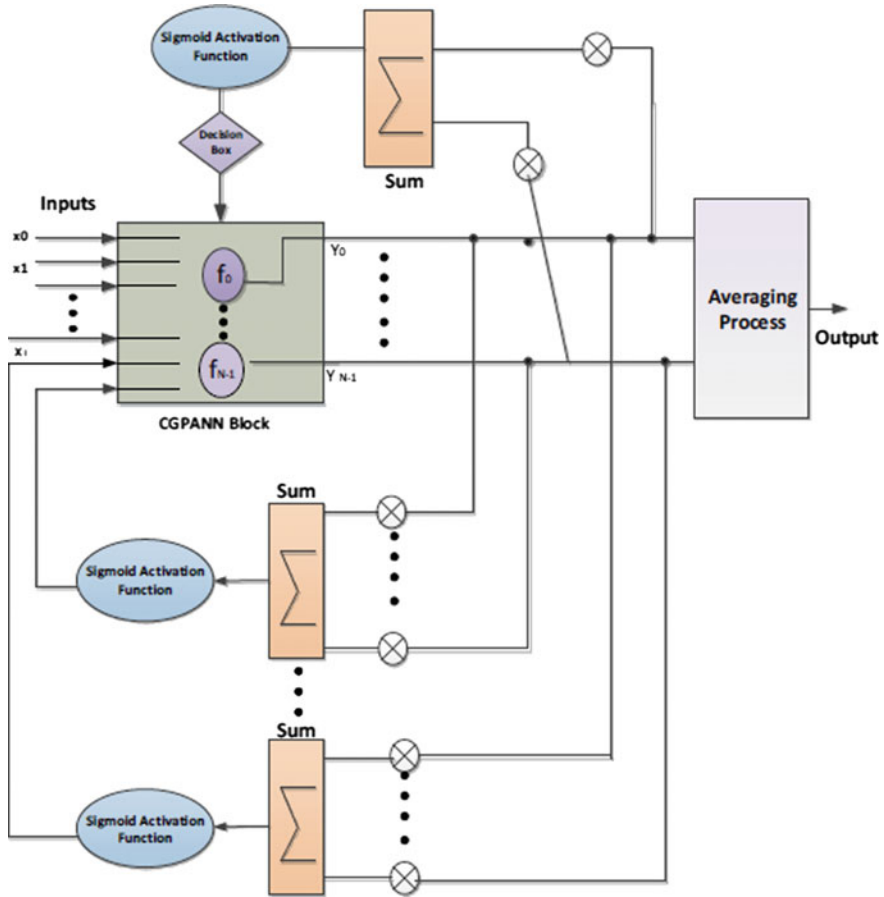 Sigmoid Activation
Function
Decision
Box
Sum
Inputs
x0
x1
xi
f0
fN-1
Y0
Y N-1
CGPANN Block
Averaging
Process
Output
Sum
Sigmoid Activation
Function
Sum
Sigmoid Activation
Function